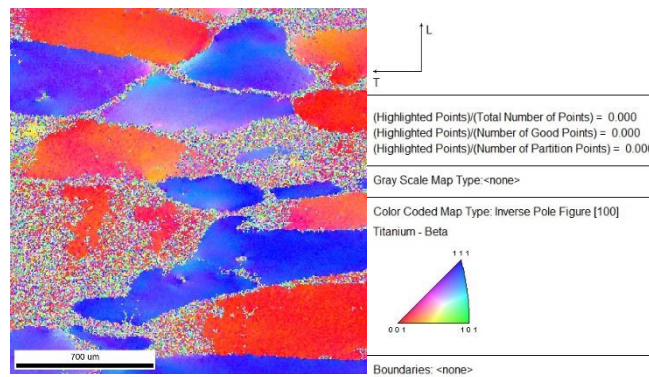 L
T
(Highlighted Points)/(Total Number of Points) = 0.000
(Highlighted Points)/(Number of Good Points) = 0.000
(Highlighted Points)/(Number of Partition Points) = 0.000
Gray Scale Map Type:<none>
Color Coded Map Type: Inverse Pole Figure [100]
Titanium - Beta
1 1 1
0 0 1
1 0 1
700 um
Boundaries: <none>